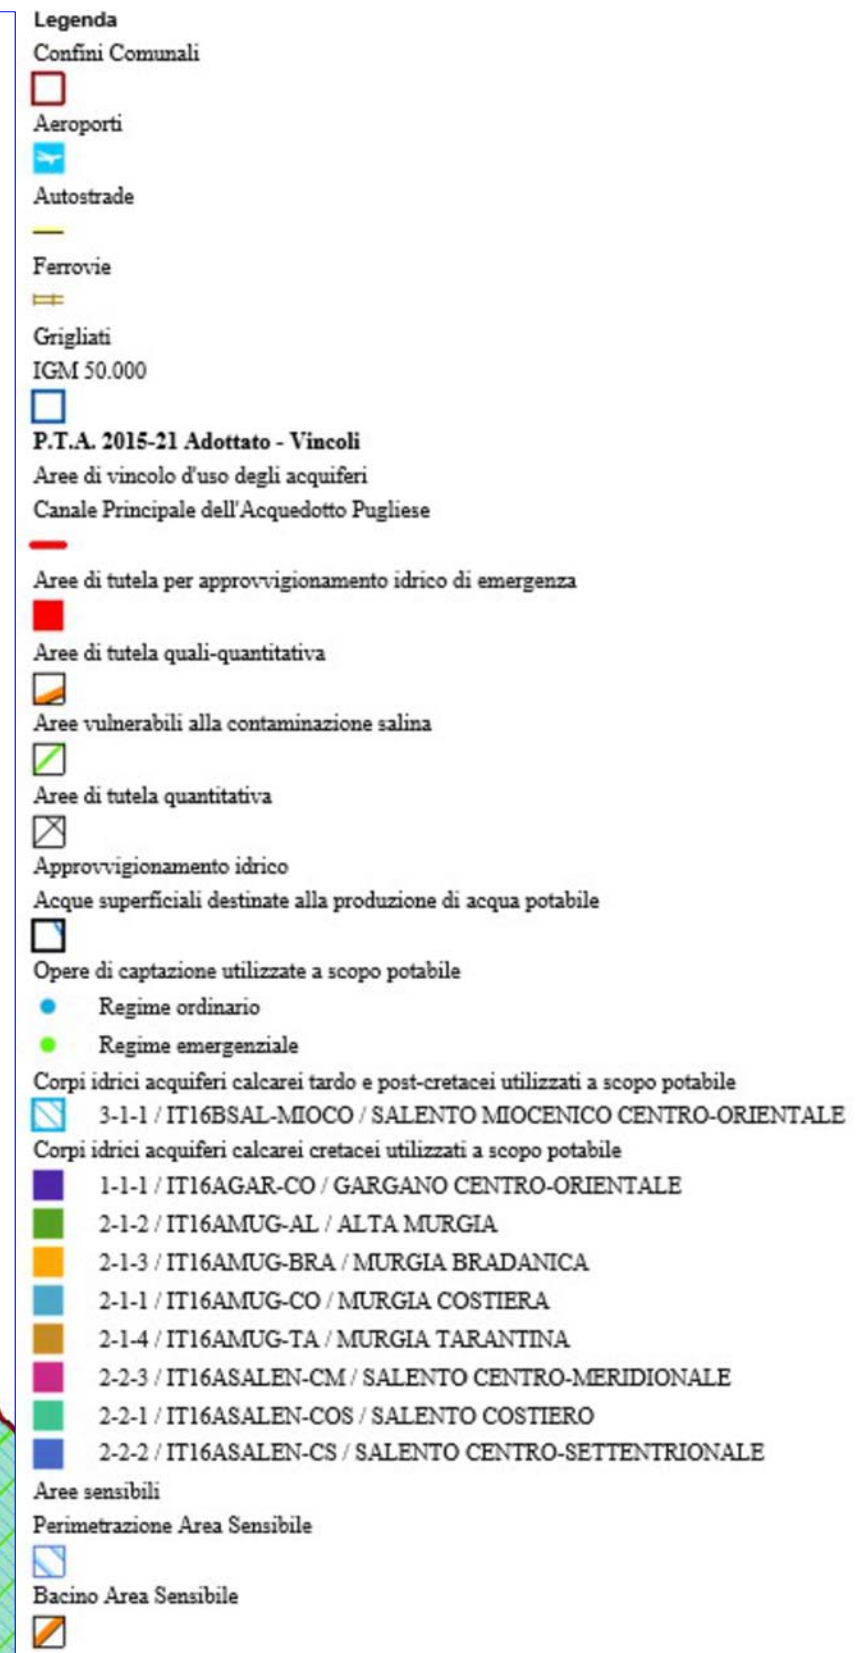 Legenda
Confini Comunali
Aeroporti
Autostrade
Ferrovie
Grigliati
IGM 50.000
P.T.A. 2015-21 Adottato - Vincoli
Aree di vincolo d'uso degli acquiferi
Canale Principale dell'Acquedotto Pugliese
Aree di tutela per approvvigionamento idrico di emergenza
Aree di tutela quali-quantitativa
Aree vulnerabili alla contaminazione salina
Aree di tutela quantitativa
Approvvigionamento idrico
Acque superficiali destinate alla produzione di acqua potabile
Opere di captazione utilizzate a scopo potabile
Regime ordinario
Regime emergenziale
Corpi idrici acquiferi calcarei tardo e post-cretacei utilizzati a scopo potabile
3-1-1 / IT16BSAL-MIOCO / SALENTO MIOCENICO CENTRO-ORIENTALE
Corpi idrici acquiferi calcarei cretacei utilizzati a scopo potabile
1-1-1 / IT16AGAR-CO / GARGANO CENTRO-ORIENTALE
2-1-2 / IT16AMUG-AL / ALTA MURGIA
2-1-3 / IT16AMUG-BRA / MURGIA BRADANICA
2-1-1 / IT16AMUG-CO / MURGIA COSTIERA
2-1-4 / IT16AMUG-TA / MURGIA TARANTINA
2-2-3 / IT16ASALEN-CM / SALENTO CENTRO-MERIDIONALE
2-2-1 / IT16ASALEN-COS / SALENTO COSTIERO
2-2-2 / IT16ASALEN-CS / SALENTO CENTRO-SETTENTRIONALE
Aree sensibili
Perimetrazione Area Sensibile
Bacino Area Sensibile